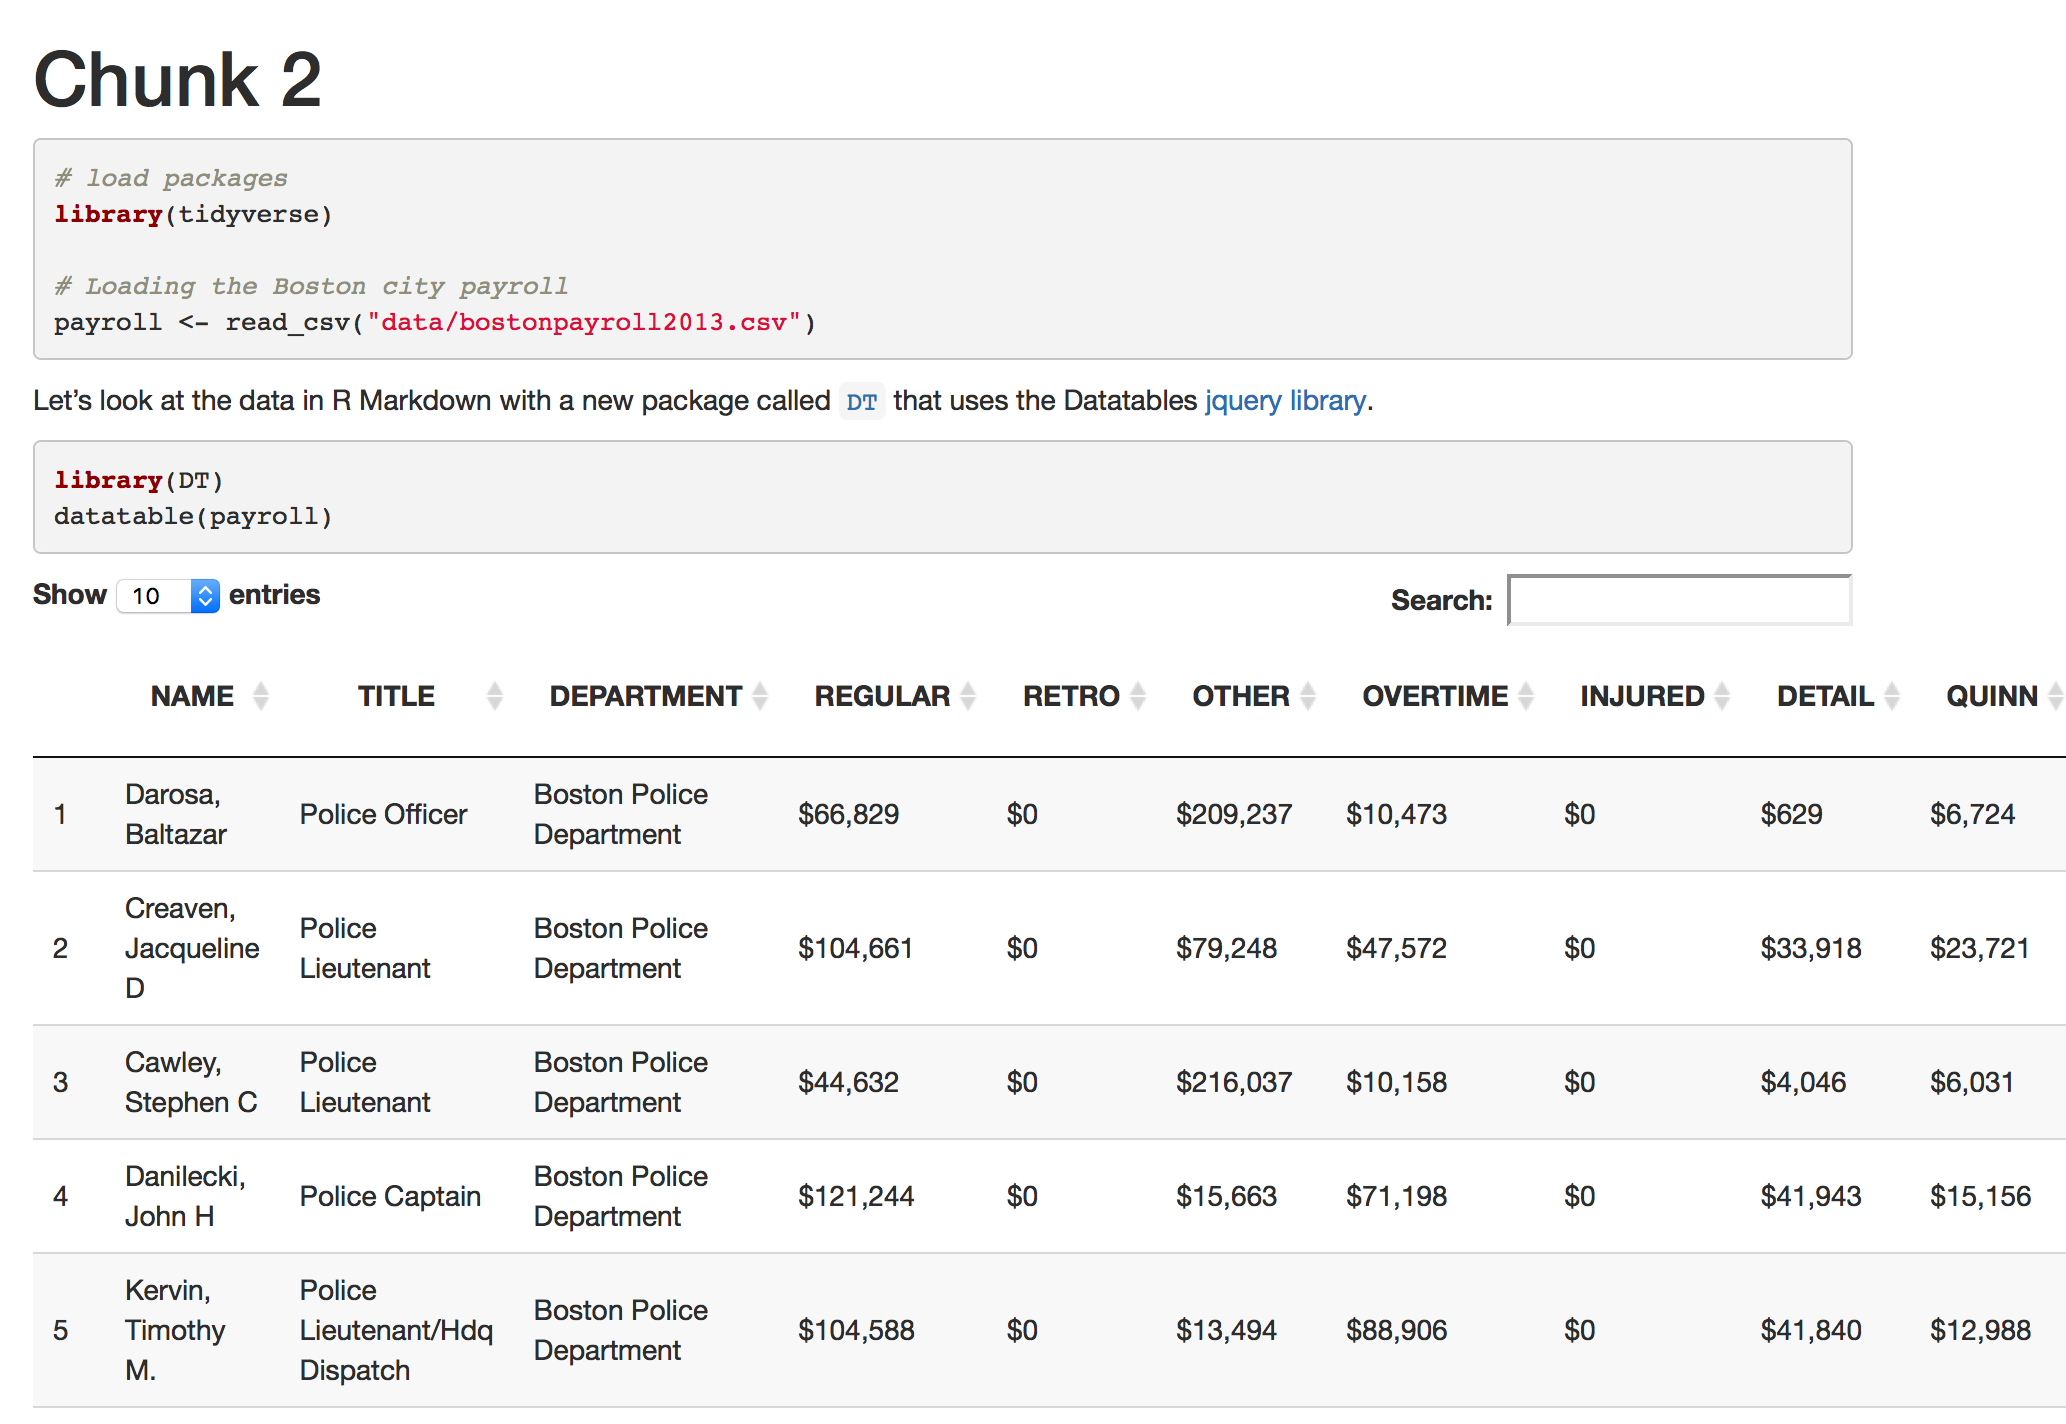 Chunk 2
# load packages
library(tidyverse)
# Loading the Boston city payroll
payroll <- read_csv("data/bostonpayroll2013.csv")
Let’s look at the data in R Markdown with a new package called DT that uses the Datatables jquery library.
library(DT)
datatable(payroll)
Show 10 entries
Search:
NAME TITLE DEPARTMENT REGULAR RETRO OTHER OVERTIME INJURED DETAIL QUINN
1 Darosa, Baltazar Police Officer Boston Police Department $66,829 $0 $209,237 $10,473 $0 $629 $6,724
2 Creaven, Jacqueline D Police Lieutenant Boston Police Department $104,661 $0 $79,248 $47,572 $0 $33,918 $23,721
3 Cawley, Stephen C Police Lieutenant Boston Police Department $44,632 $0 $216,037 $10,158 $0 $4,046 $6,031
4 Danilecki, John H Police Captain Boston Police Department $121,244 $0 $15,663 $71,198 $0 $41,943 $15,156
5 Kervin, Timothy M. Police Lieutenant/Hdq Dispatch Boston Police Department $104,588 $0 $13,494 $88,906 $0 $41,840 $12,988